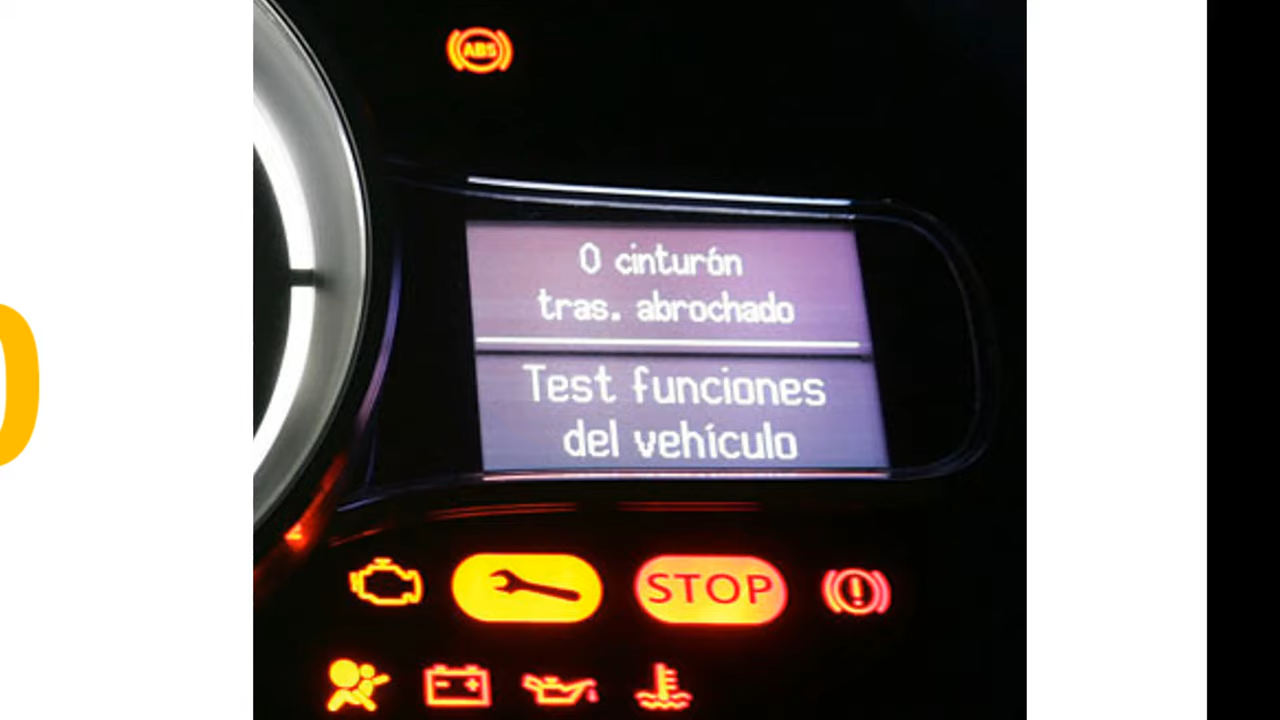 ABS
0 cinturón
tras. abrochado
Test funciones
del vehículo
STOP